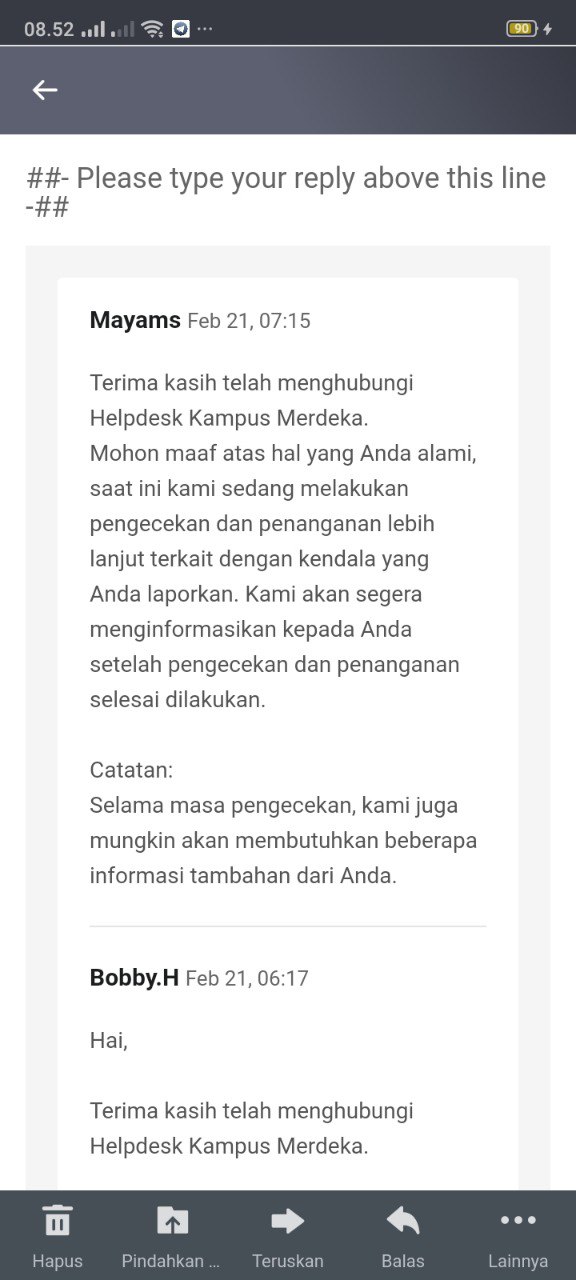 08.52
90
##- Please type your reply above this line
-##
Mayams Feb 21, 07:15
Terima kasih telah menghubungi
Helpdesk Kampus Merdeka.
Mohon maaf atas hal yang Anda alami,
saat ini kami sedang melakukan
pengecekan dan penanganan lebih
lanjut terkait dengan kendala yang
Anda laporkan. Kami akan segera
menginformasikan kepada Anda
setelah pengecekan dan penanganan
selesai dilakukan.
Catatan:
Selama masa pengecekan, kami juga
mungkin akan membutuhkan beberapa
informasi tambahan dari Anda.
Bobby.H Feb 21, 06:17
Hai,
Terima kasih telah menghubungi
Helpdesk Kampus Merdeka.
Hapus Pindahkan ... Teruskan Balas Lainnya